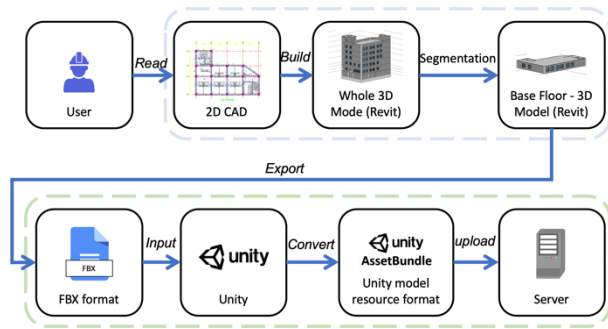 Read
Build
Segmentation
User
2D CAD
Whole 3D
Mode (Revit)
Base Floor - 3D
Model (Revit)
Export
FBX
Input
unity
Convert
unity
AssetBundle
upload
FBX format
Unity
Unity model
resource format
Server